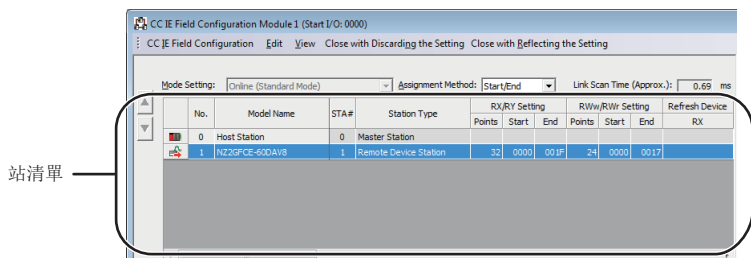 CC IE Field Configuration Module 1 (Start I/O: 0000)
CC IE Field Configuration Edit View Close with Discarding the Setting Close with Reflecting the Setting
Mode Setting: Online (Standard Mode) Assignment Method: Start/End Link Scan Time (Approx.): 0.69 ms
No. Model Name STA# Station Type RX/RY Setting RWw/RWr Setting Refresh Device
Points Start End Points Start End RX
0 Host Station 0 Master Station
1 NZ2GFCE-60DAV8 1 Remote Device Station 32 0000 001F 24 0000 0017
站清單